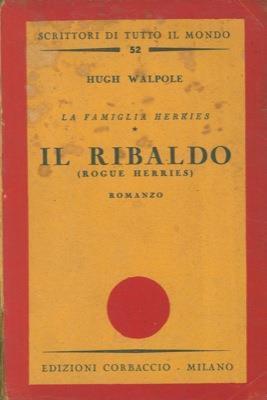 SCRITTORI DI TUTTO IL MONDO
52
HUGH WALPOLE
LA FAMIGLIA HERRIES
*
IL RIBALDO
(ROGUE HERRIES)
ROMANZO
EDIZIONI CORBACCIO - MILANO